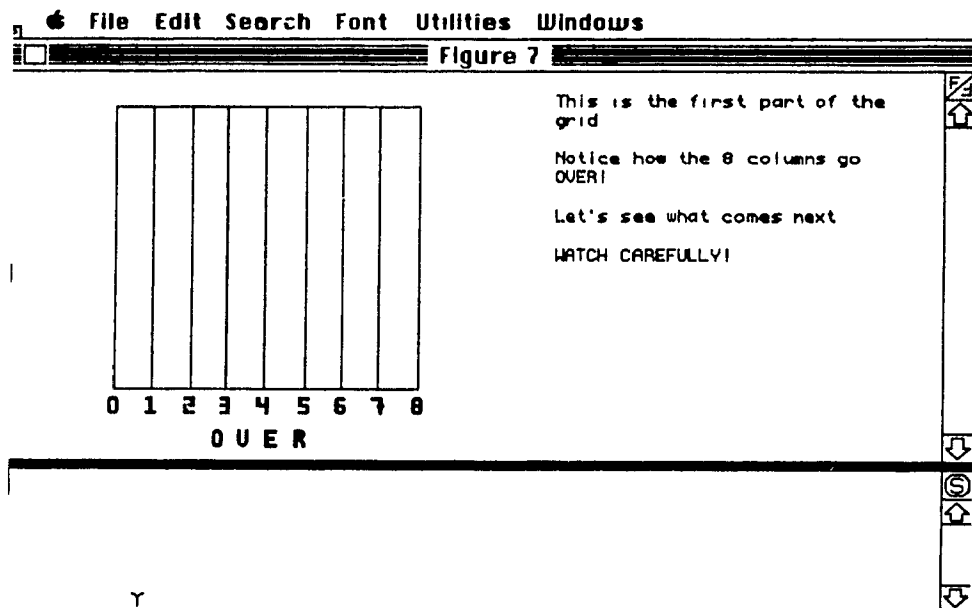 File Edit Search Font Utilities Windows
Figure 7
This is the first part of the
grid
Notice how the 8 columns go
OVER!
Let's see what comes next
WATCH CAREFULLY!
0 1 2 3 4 5 6 7 8
OVER
S
Y